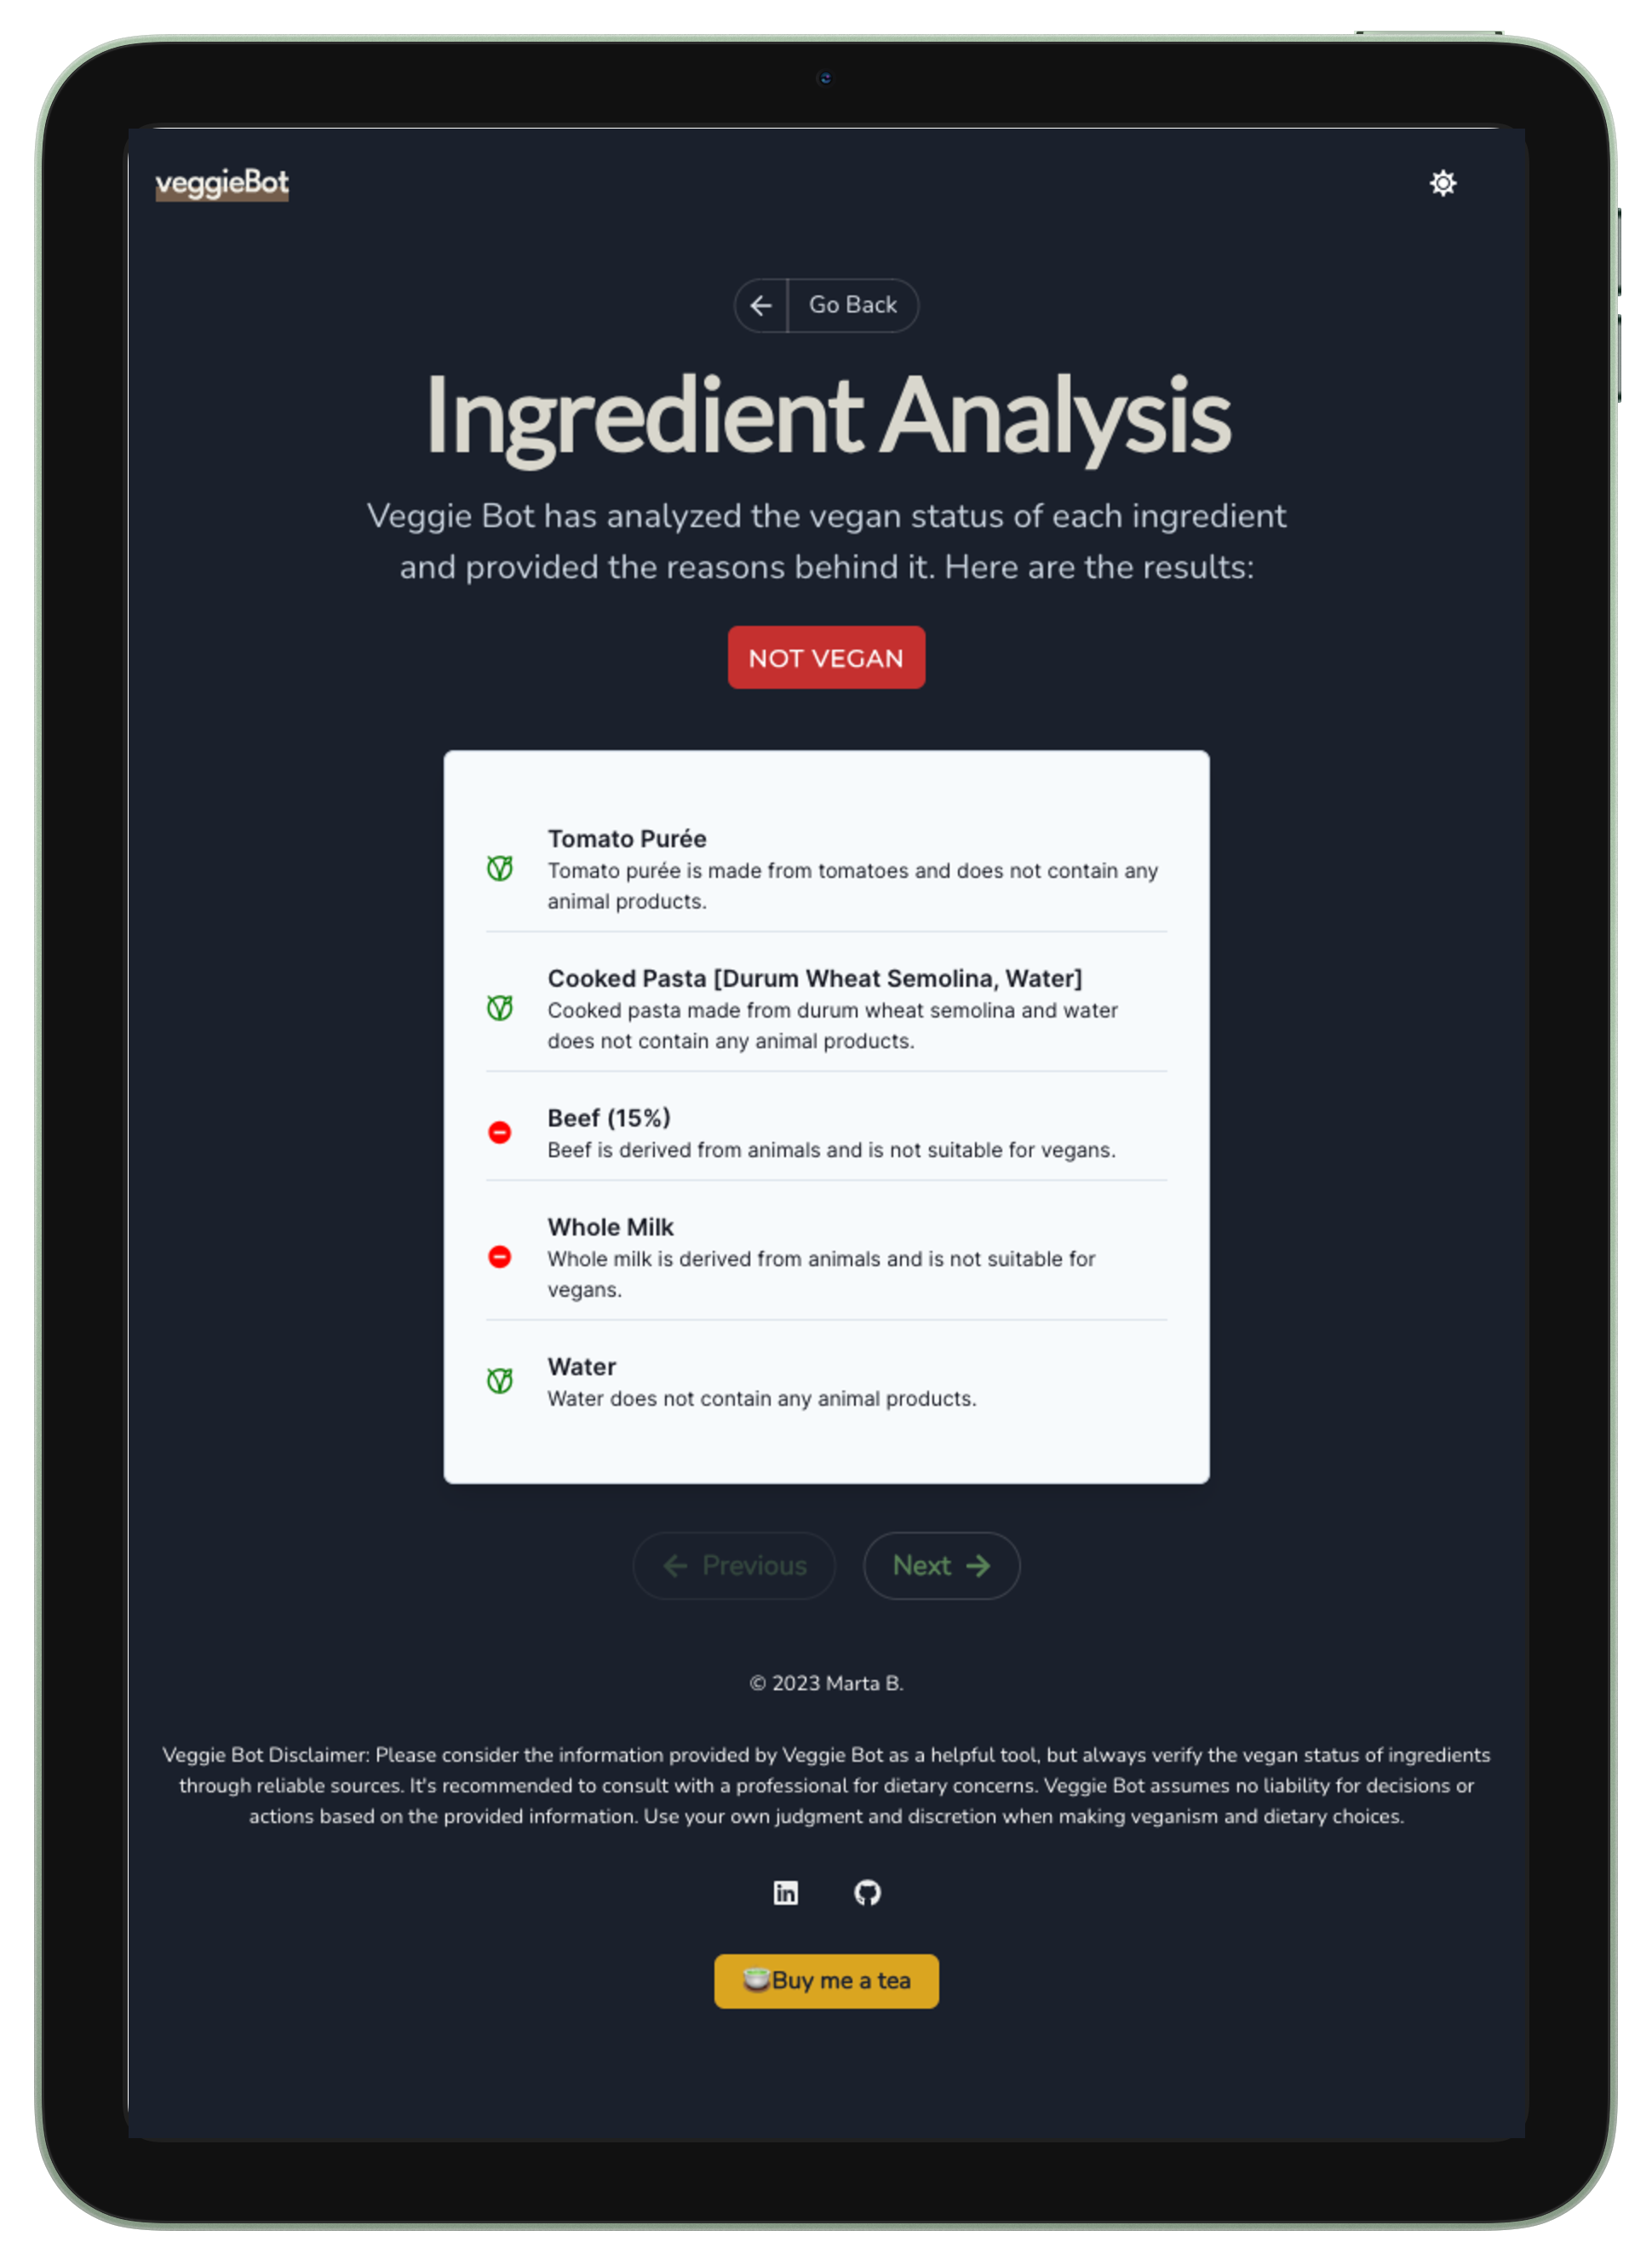 veggieBot
Go Back
Ingredient Analysis
Veggie Bot has analyzed the vegan status of each ingredient
and provided the reasons behind it. Here are the results:
NOT VEGAN
Tomato Purée
Tomato purée is made from tomatoes and does not contain any
animal products.
Cooked Pasta [Durum Wheat Semolina, Water]
Cooked pasta made from durum wheat semolina and water
does not contain any animal products.
Beef (15%)
Beef is derived from animals and is not suitable for vegans.
Whole Milk
Whole milk is derived from animals and is not suitable for
vegans.
Water
Water does not contain any animal products.
Previous
Next
© 2023 Marta B.
Veggie Bot Disclaimer: Please consider the information provided by Veggie Bot as a helpful tool, but always verify the vegan status of ingredients
through reliable sources. It's recommended to consult with a professional for dietary concerns. Veggie Bot assumes no liability for decisions or
actions based on the provided information. Use your own judgment and discretion when making veganism and dietary choices.
in
Buy me a tea